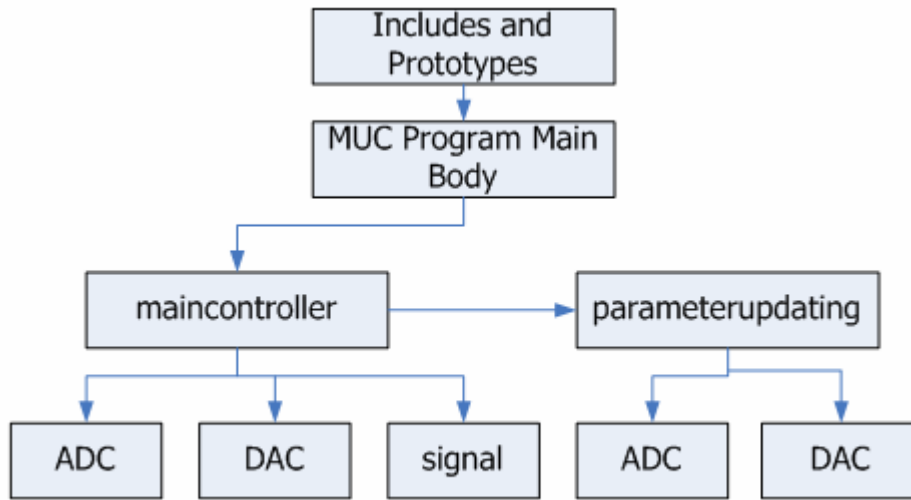 Includes and
Prototypes
MUC Program Main
Body
maincontroller
parameterupdating
ADC
DAC
signal
ADC
DAC